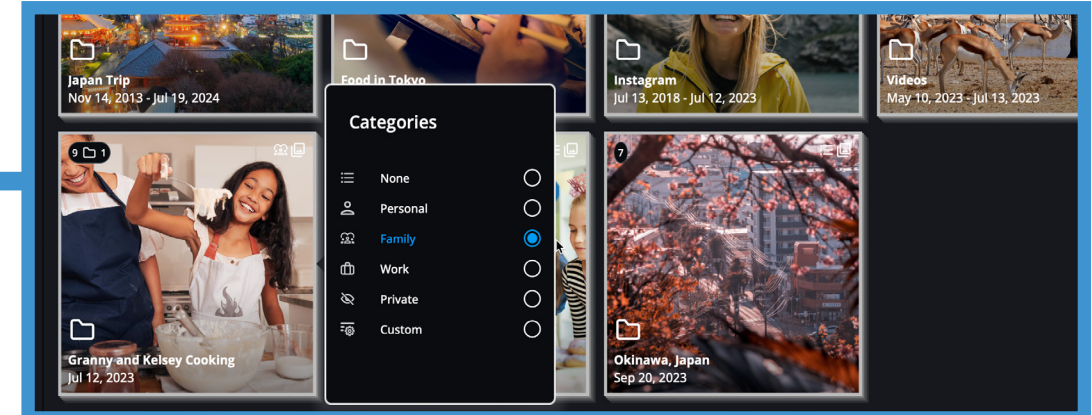 Japan Trip
Nov 14, 2013 - Jul 19, 2024
Food in Tokyo
Instagram
Jul 13, 2018 - Jul 12, 2023
Videos
May 10, 2023 - Jul 13, 2023
9 1
Categories
None
Personal
Family
Work
Private
Custom
Granny and Kelsey Cooking
Jul 12, 2023
7
Okinawa, Japan
Sep 20, 2023